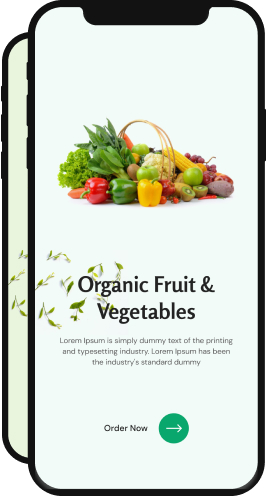 Organic Fruit &
Vegetables
Lorem Ipsum is simply dummy text of the printing
and typesetting industry. Lorem Ipsum has been
the industry's standard dummy
Order Now